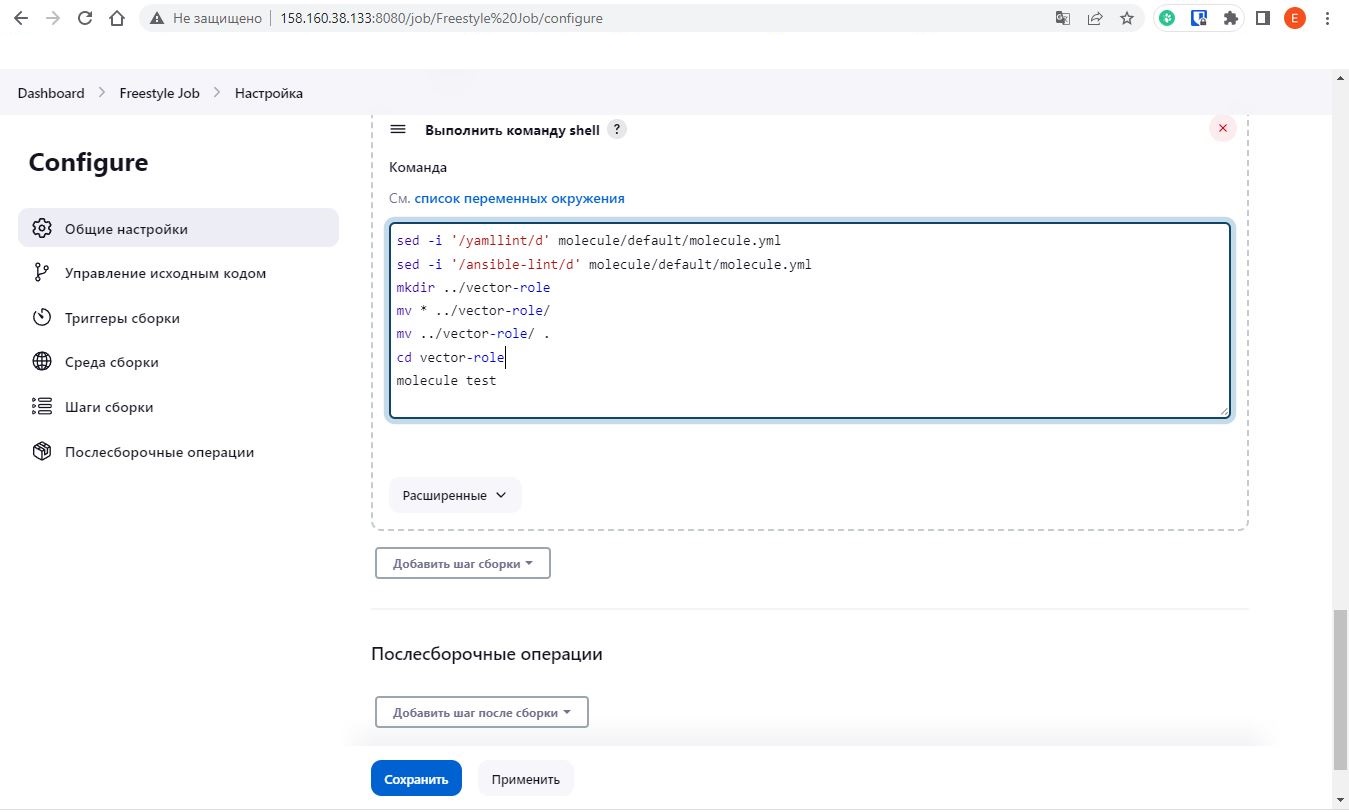 Не защищено
158.160.38.133:8080/job/Freestyle%20Job/configure
E
Dashboard
Freestyle Job
Настройка
Configure
Общие настройки
Управление исходным кодом
Триггеры сборки
Среда сборки
Шаги сборки
Послесборочные операции
Выполнить команду shell ?
Команда
См. список переменных окружения
sed -i '/yamllint/d' molecule/default/molecule.yml
sed -i '/ansible-lint/d' molecule/default/molecule.yml
mkdir ../vector-role
mv * ../vector-role/
mv ../vector-role/ .
cd vector-role
molecule test
Расширенные
Добавить шаг сборки
Послесборочные операции
Добавить шаг после сборки
Сохранить
Применить